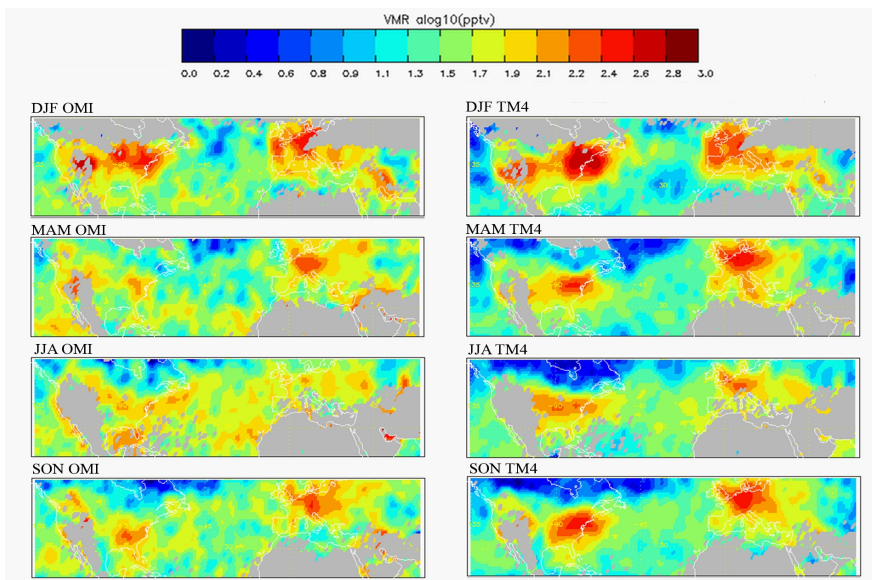 VMR alog10(pptv)
0.0 0.2 0.4 0.6 0.8 0.9 1.1 1.3 1.5 1.7 1.9 2.1 2.2 2.4 2.6 2.8 3.0
DJF OMI DJF TM4
MAM OMI MAM TM4
JJA OMI JJA TM4
SON OMI SON TM4